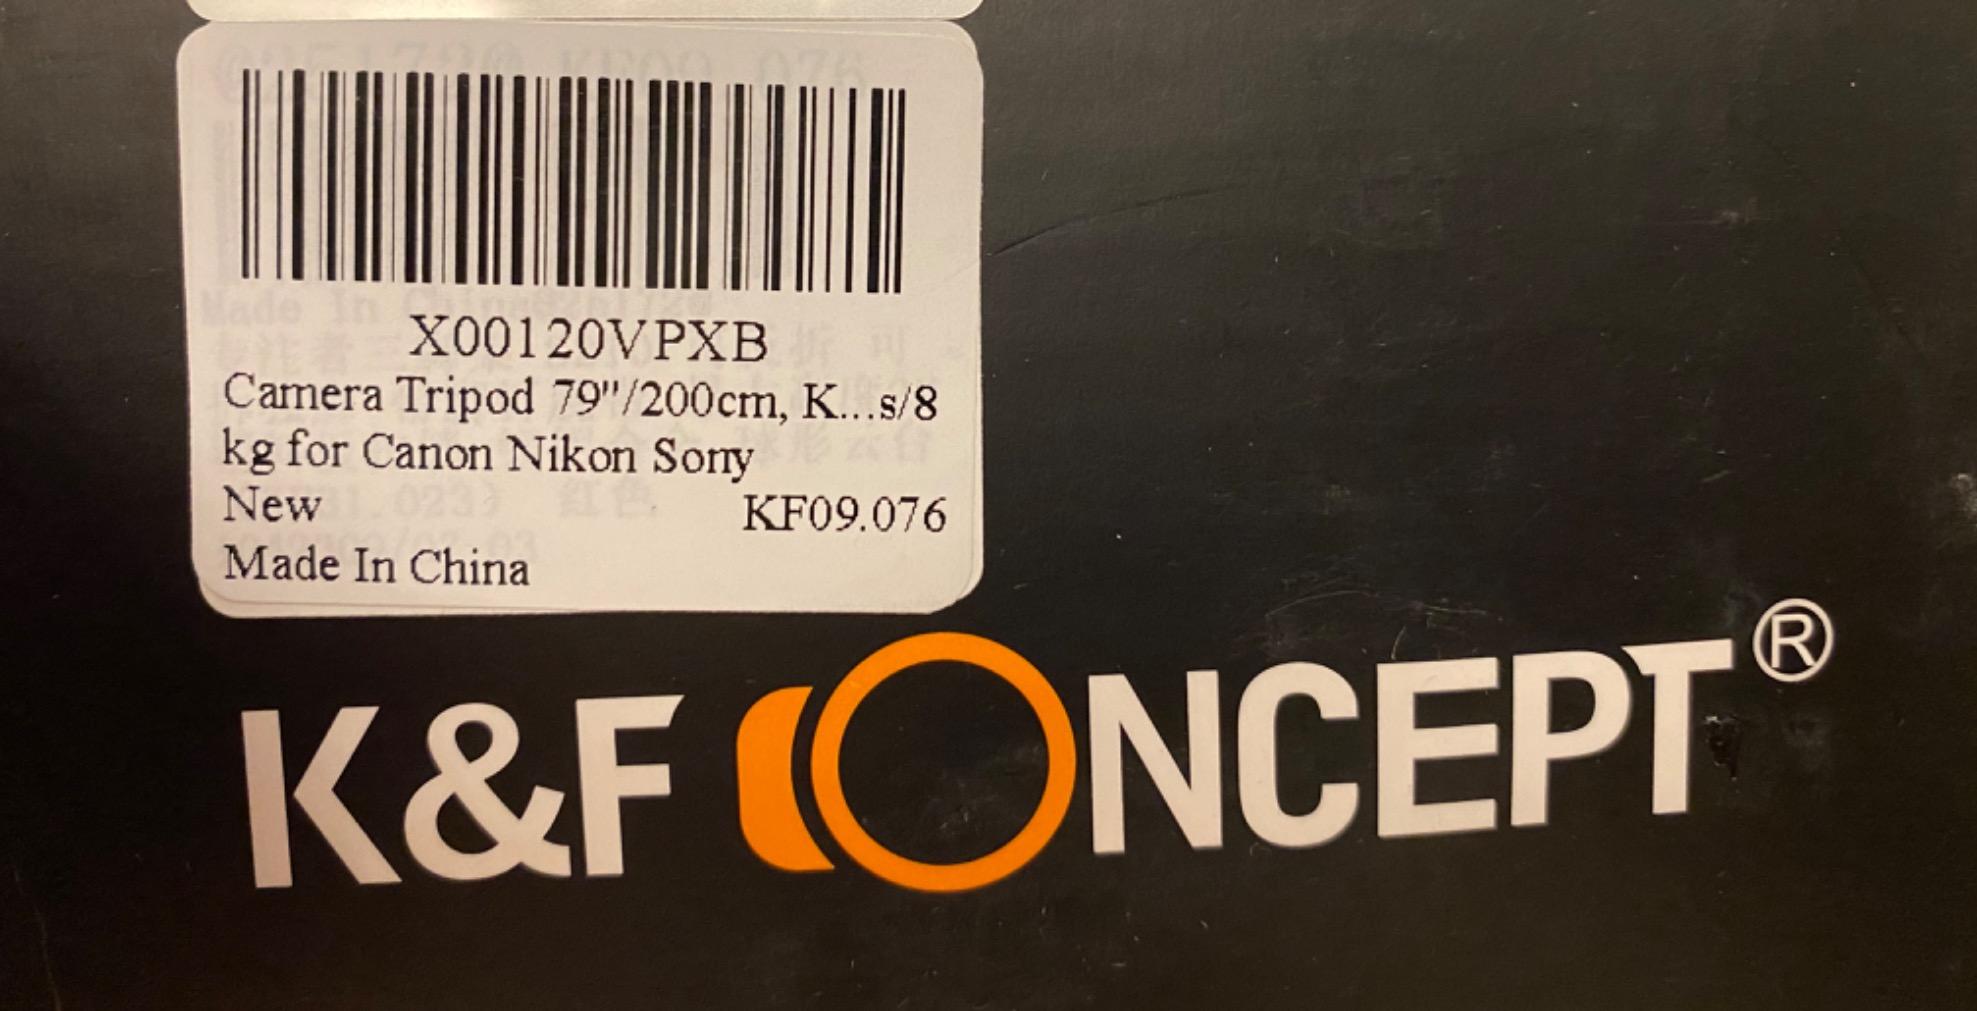 X00120VPXB
Camera Tripod 79"/200cm, K...s/8
kg for Canon Nikon Sony
New KF09.076
Made In China
K&F CONCEPT®